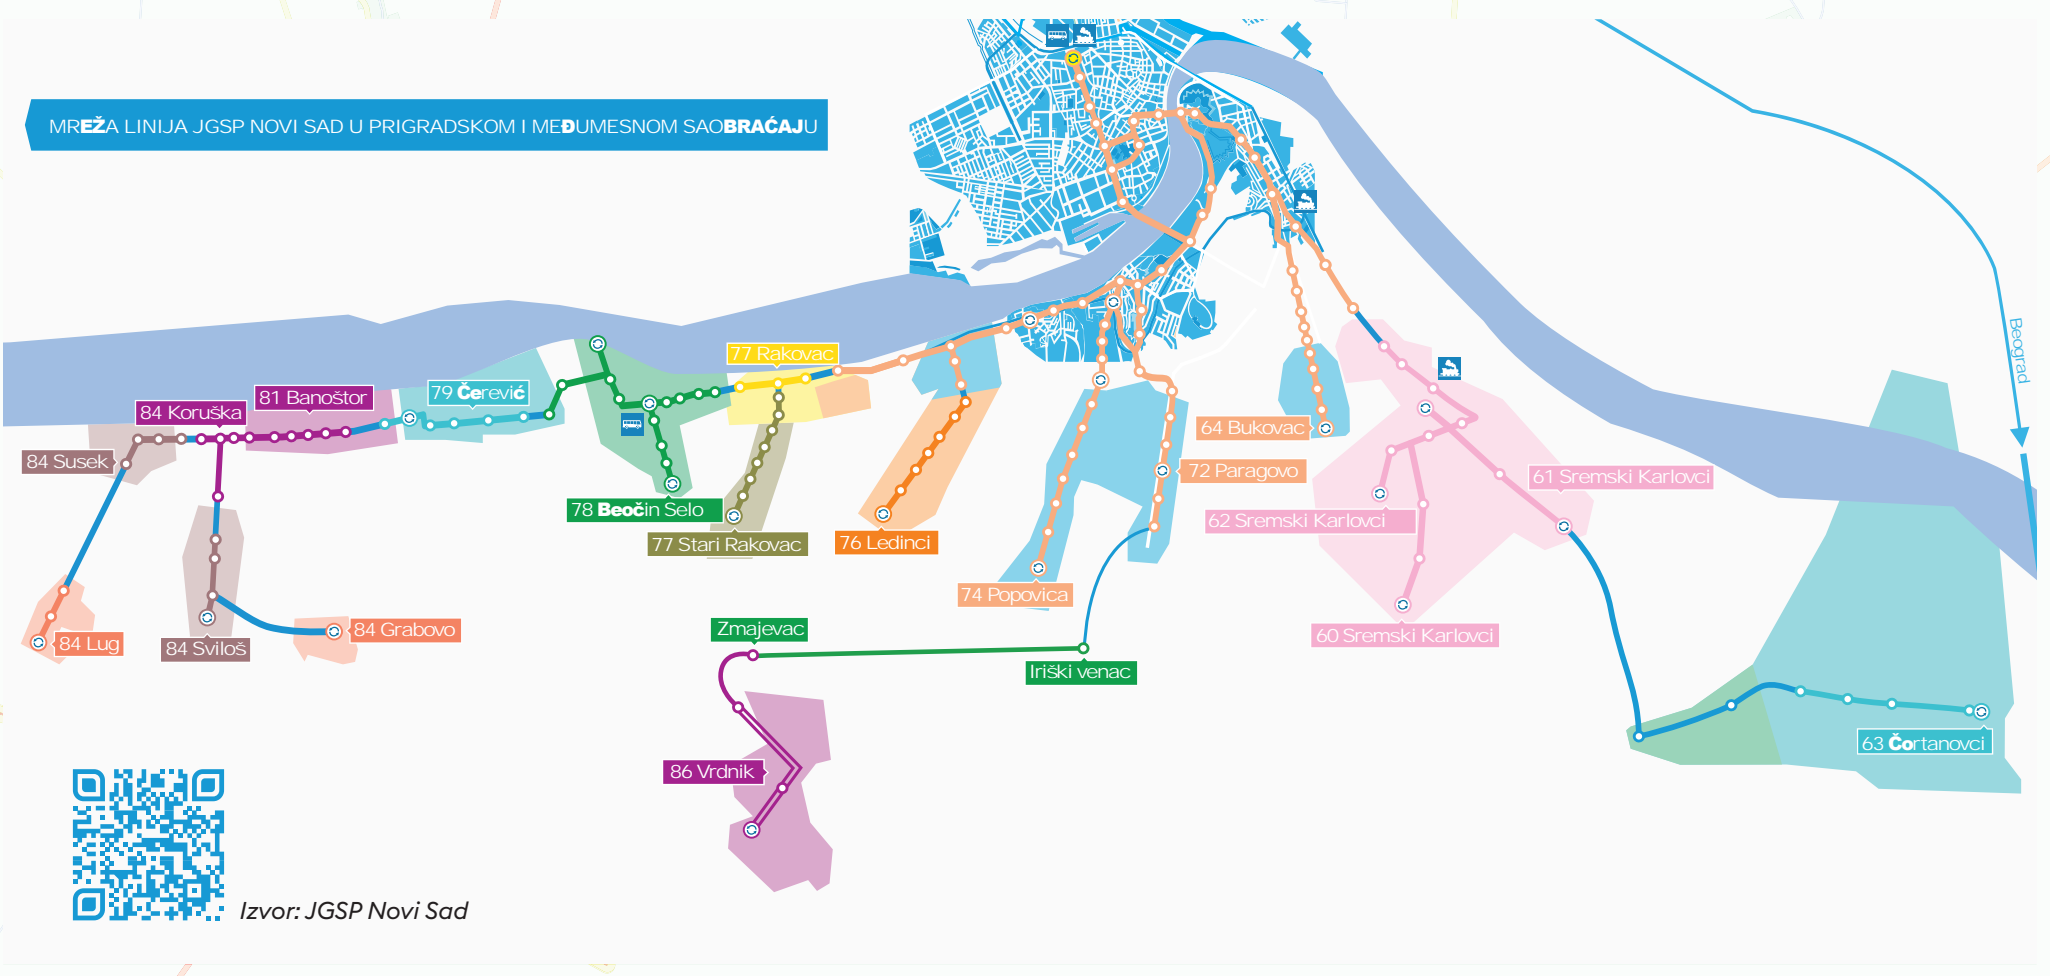 MREŽA LINIJA JGSP NOVI SAD U PRIGRADSKOM I MEĐUMESNOM SAOBRAĆAJU
Beograd
77 Rakovac
79 Čerević
81 Banoštor
84 Koruška
84 Susek
64 Bukovac
72 Paragovo
61 Sremski Karlovci
78 Beočin Selo
62 Sremski Karlovci
77 Stari Rakovac
76 Ledinci
74 Popovica
84 Lug
84 Sviloš
84 Grabovo
Zmajevac
60 Sremski Karlovci
Iriški venac
63 Čortanovci
86 Vrdnik
Izvor: JGSP Novi Sad